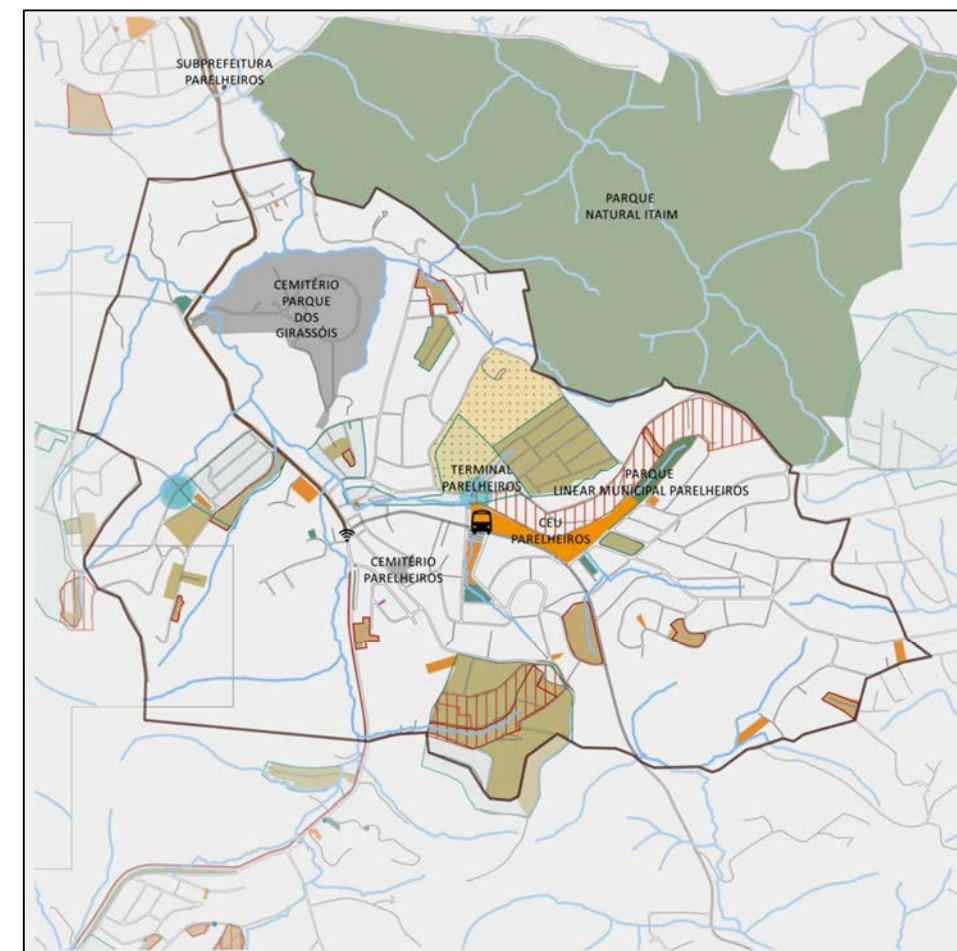 SUBPREFEITURA
PARELHEIROS
PARQUE
NATURAL ITAIM
CEMITÉRIO
PARQUE
DOS
GIRASSÓIS
TERMINAL
PARELHEIROS
PARQUE
LINEAR MUNICIPAL PARELHEIROS
CEU
PARELHEIROS
CEMITÉRIO
PARELHEIROS